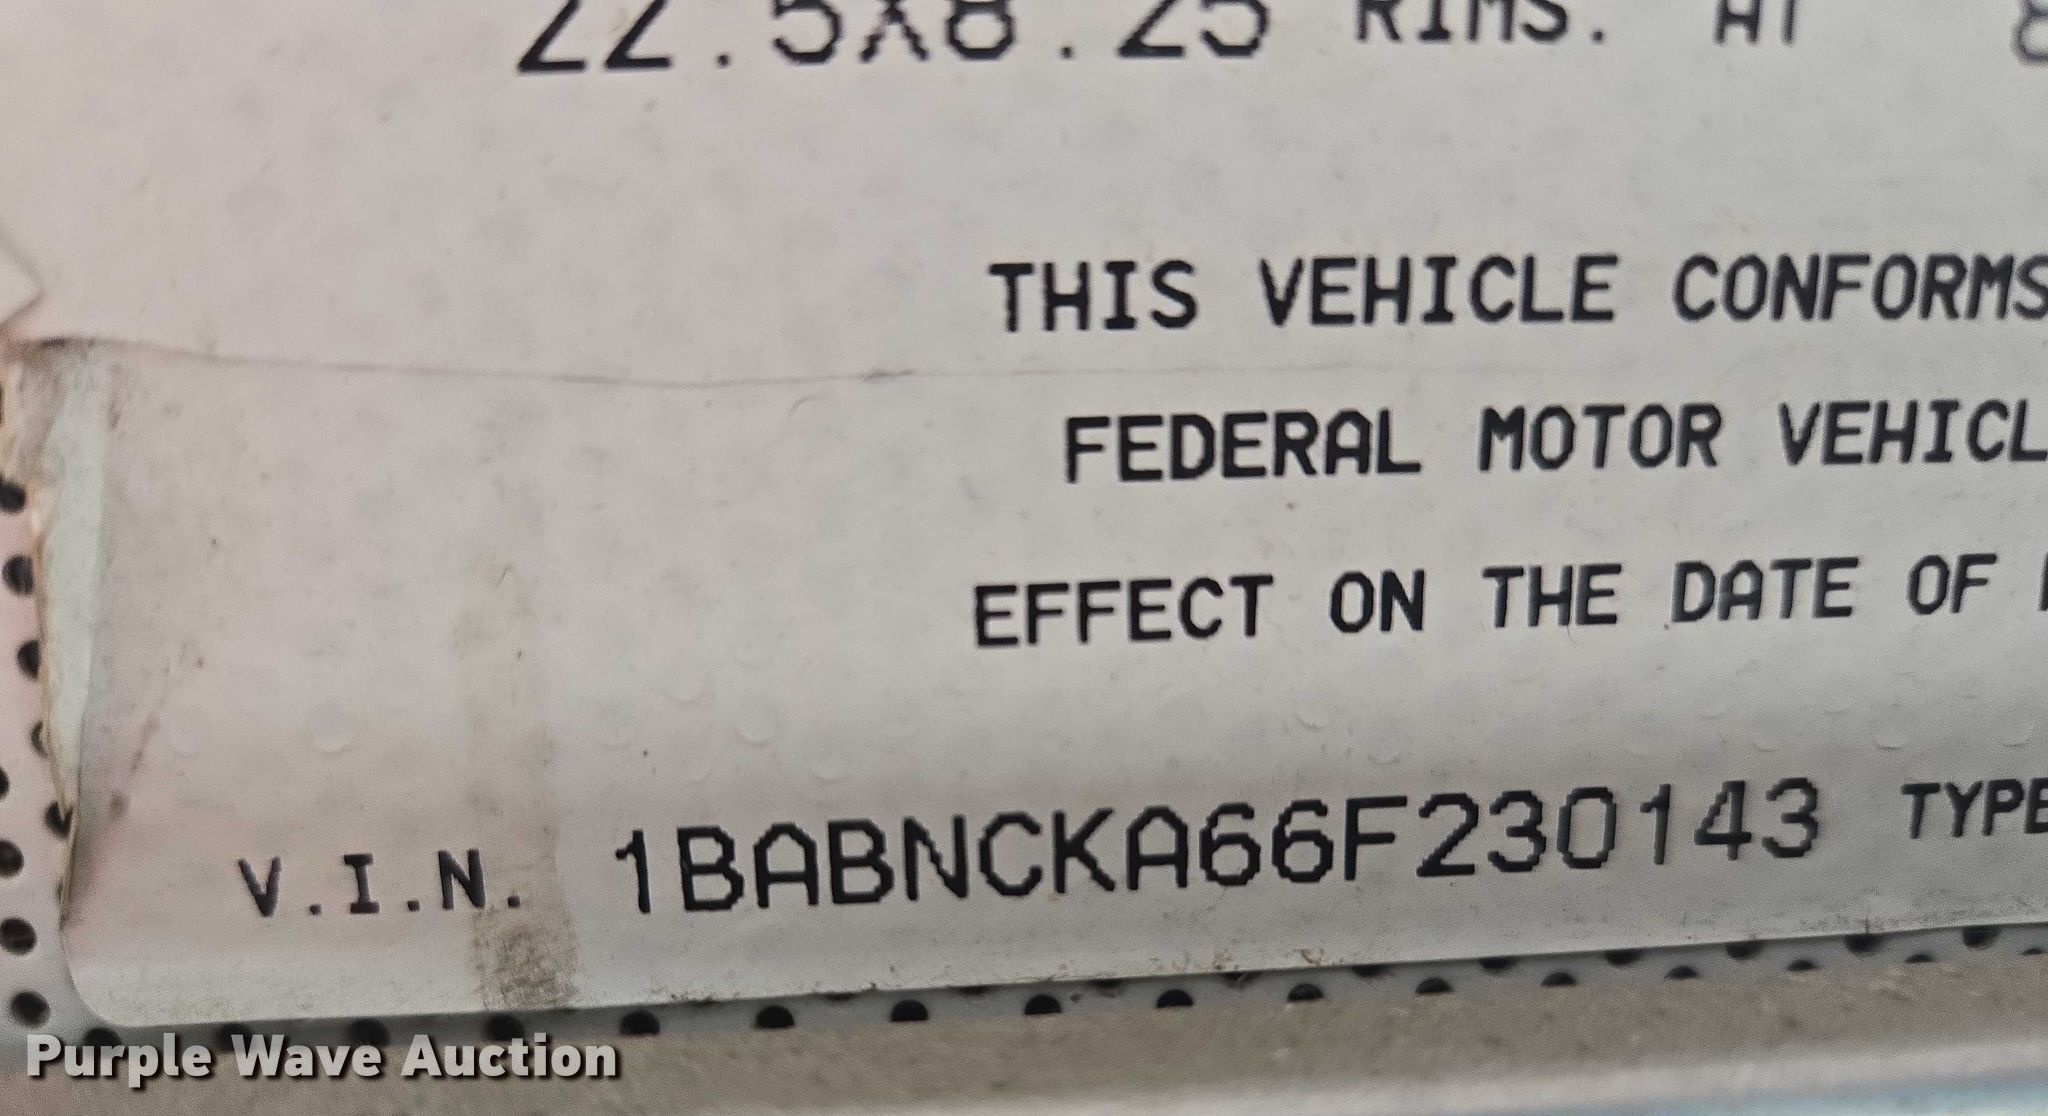 22.5X8.25 RIMS. AT 8
THIS VEHICLE CONFORMS
FEDERAL MOTOR VEHICL
EFFECT ON THE DATE OF
V.I.N. 1BABNCKA66F230143 TYPE
Purple Wave Auction